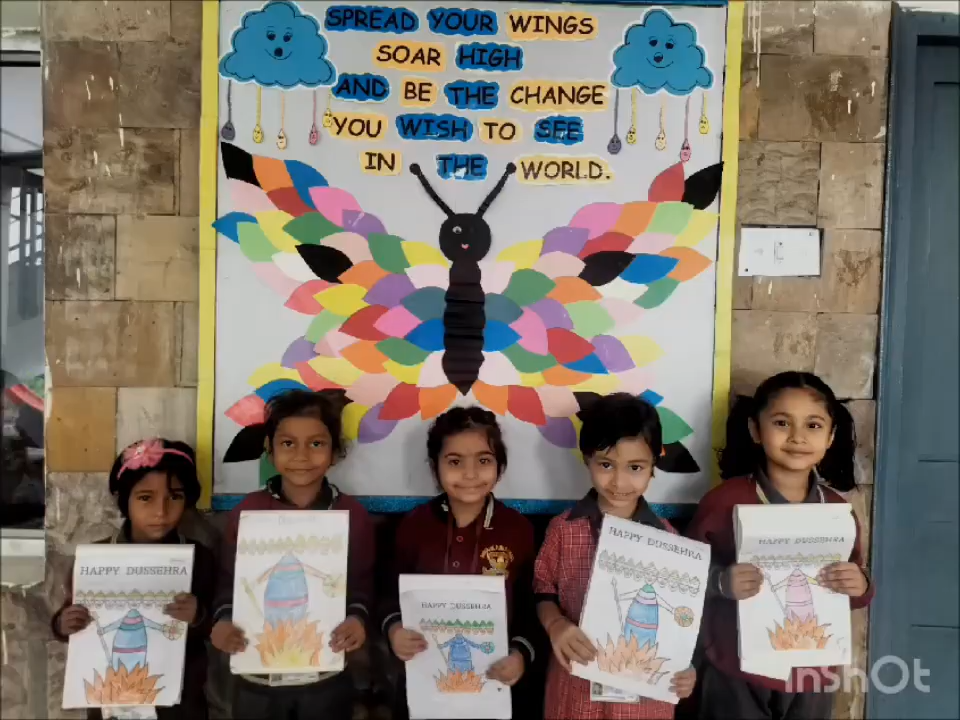 SPREAD YOUR WINGS
SOAR HIGH
AND BE THE CHANGE
YOU WISH TO SEE
IN THE WORLD.
HAPPY DUSSEHRA
HAPPY DUSSEHRA
HAPPY DUSSEHRA
HAPPY DUSSEHRA
InShOt